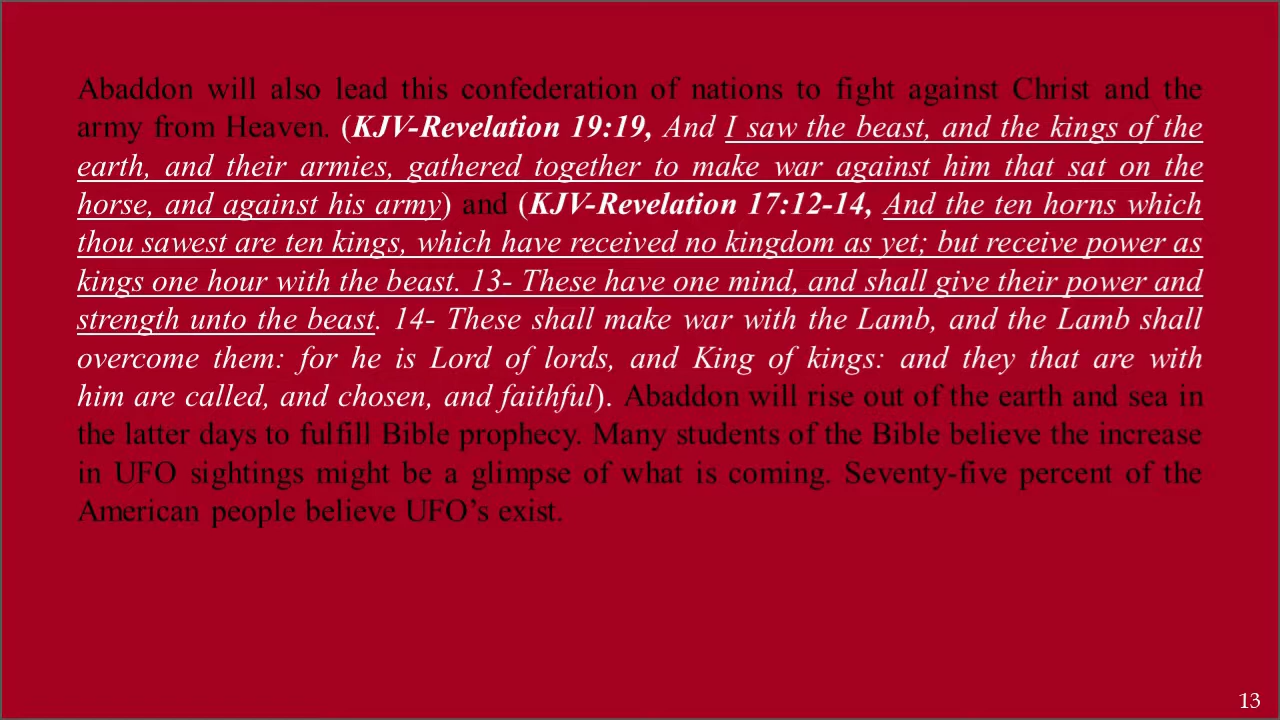 Abaddon will also lead this confederation of nations to fight against Christ and the
army from Heaven. (KJV-Revelation 19:19, And I saw the beast, and the kings of the
earth, and their armies, gathered together to make war against him that sat on the
horse, and against his army) and (KJV-Revelation 17:12-14, And the ten horns which
thou sawest are ten kings, which have received no kingdom as yet; but receive power as
kings one hour with the beast. 13- These have one mind, and shall give their power and
strength unto the beast. 14- These shall make war with the Lamb, and the Lamb shall
overcome them: for he is Lord of lords, and King of kings: and they that are with
him are called, and chosen, and faithful). Abaddon will rise out of the earth and sea in
the latter days to fulfill Bible prophecy. Many students of the Bible believe the increase
in UFO sightings might be a glimpse of what is coming. Seventy-five percent of the
American people believe UFO’s exist.
13